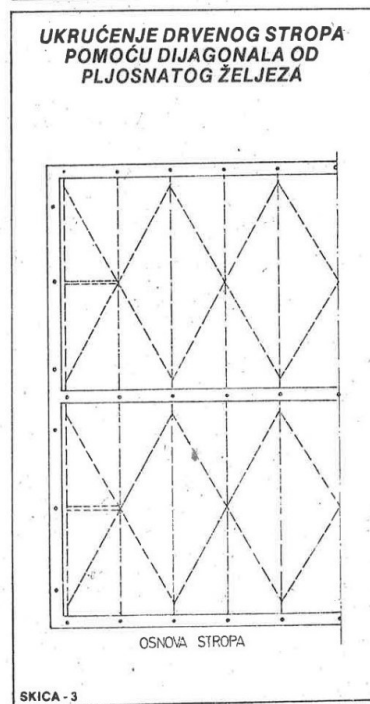 UKRUĆENJE DRVENOG STROPA
POMOĆU DIJAGONALA OD
PLJOSNATOG ŽELJEZA
OSNOVA STROPA
SKICA - 3